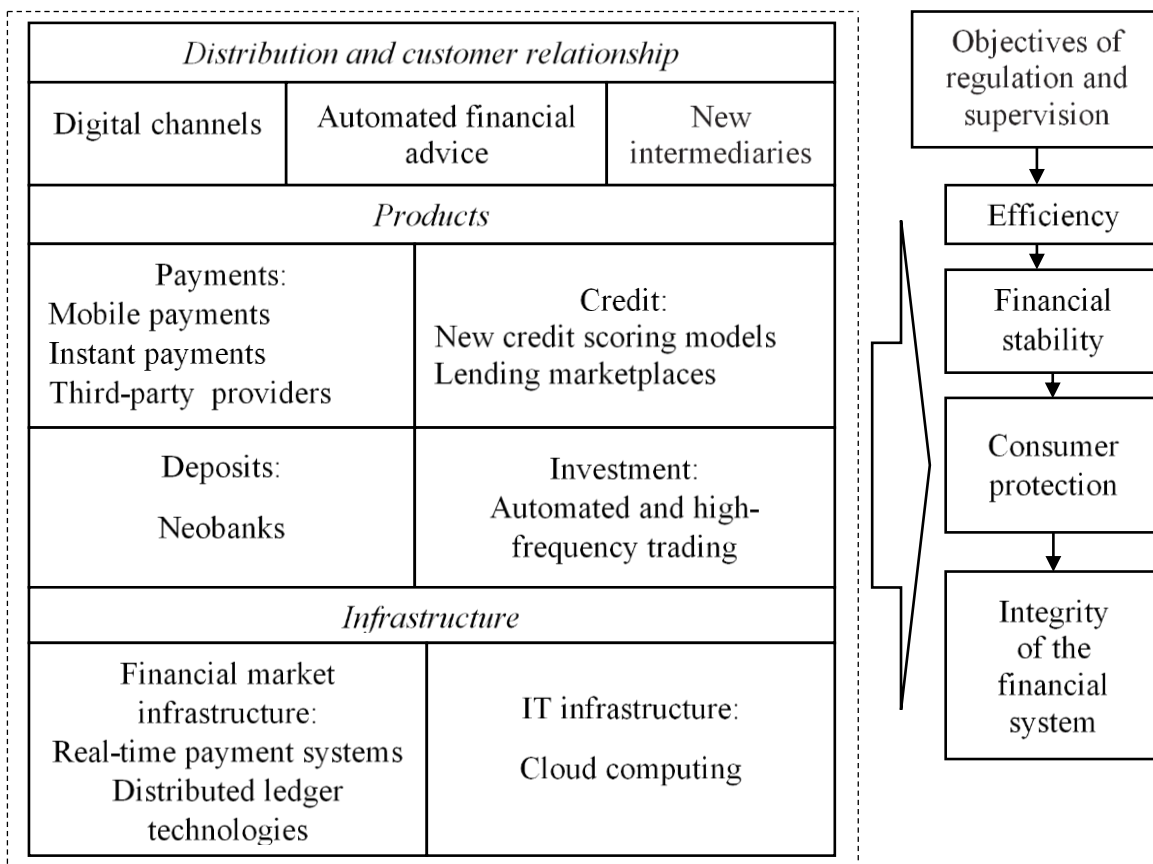 Distribution and customer relationship
Digital channels
Automated financial
advice
New
intermediaries
Products
Payments:
Mobile payments
Instant payments
Third-party providers
Credit:
New credit scoring models
Lending marketplaces
Deposits:
Neobanks
Investment:
Automated and high-
frequency trading
Infrastructure
Financial market
infrastructure:
Real-time payment systems
Distributed ledger
technologies
IT infrastructure:
Cloud computing
Objectives of
regulation and
supervision
Efficiency
Financial
stability
Consumer
protection
Integrity
of the
financial
system